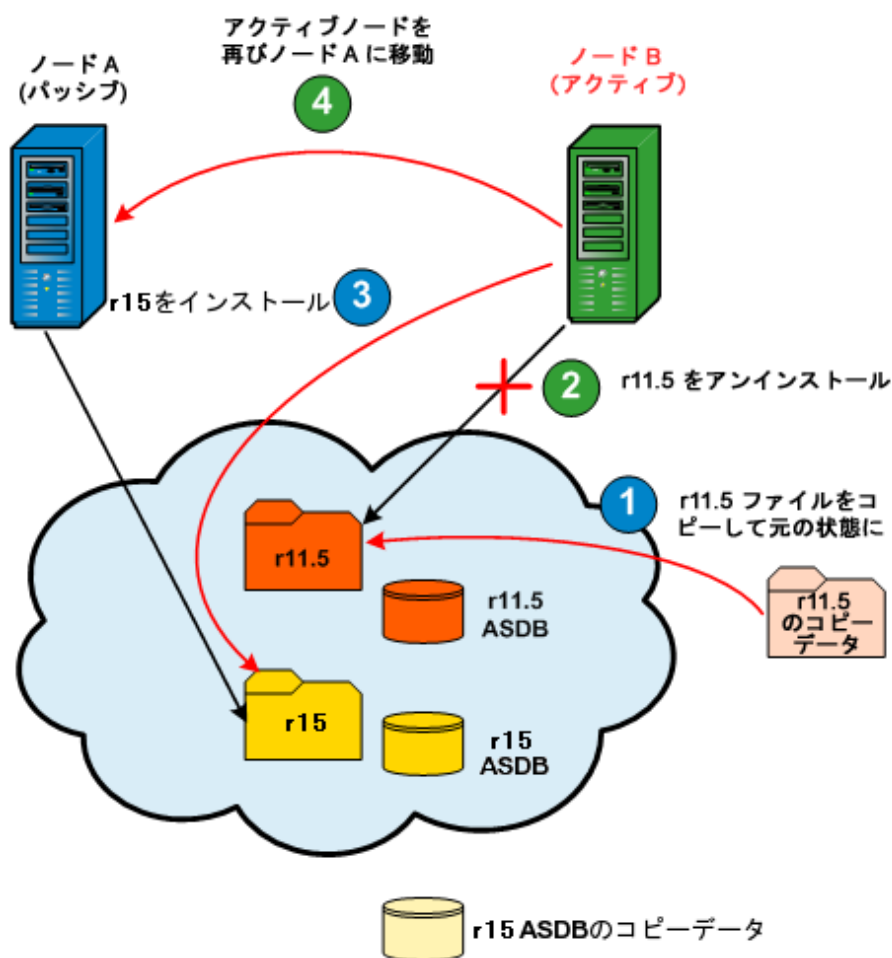 アクティブノードを
再びノード A に移動
4
ノード A
(パッシブ)
ノード B
(アクティブ)
r15をインストール
3
2
r11.5 をアンインストール
1
r11.5 ファイルをコ
ピーして元の状態に
r11.5
r11.5
ASDB
r11.5
のコピー
データ
r15
r15
ASDB
r15 ASDBのコピーデータ